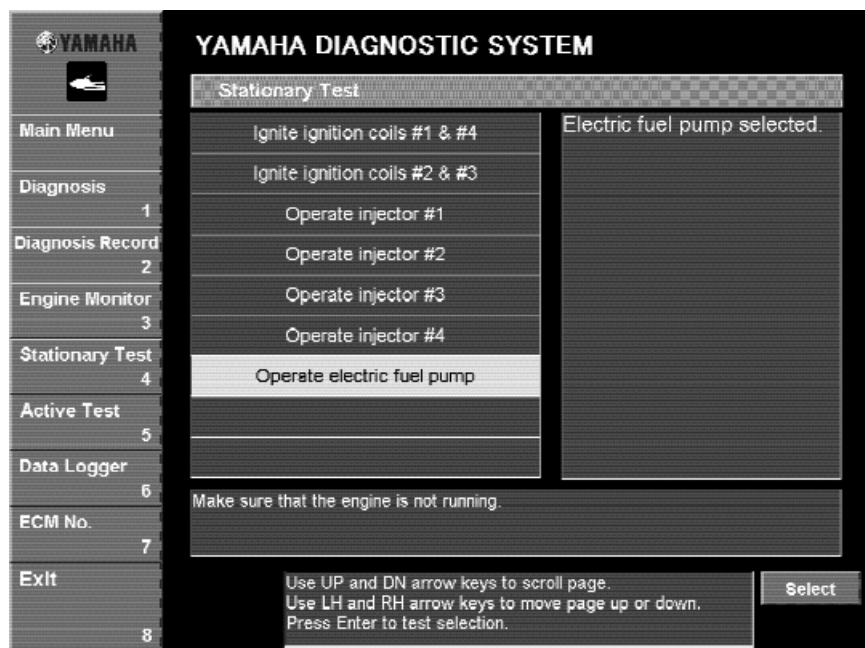 YAMAHA
YAMAHA DIAGNOSTIC SYSTEM
Stationary Test
Main Menu
Diagnosis
1
Diagnosis Record
2
Engine Monitor
3
Stationary Test
4
Active Test
5
Data Logger
6
ECM No.
7
Exit
8
Ignite ignition coils #1 & #4
Ignite ignition coils #2 & #3
Operate injector #1
Operate injector #2
Operate injector #3
Operate injector #4
Operate electric fuel pump
Electric fuel pump selected.
Make sure that the engine is not running.
Use UP and DN arrow keys to scroll page.
Use LH and RH arrow keys to move page up or down.
Press Enter to test selection.
Select